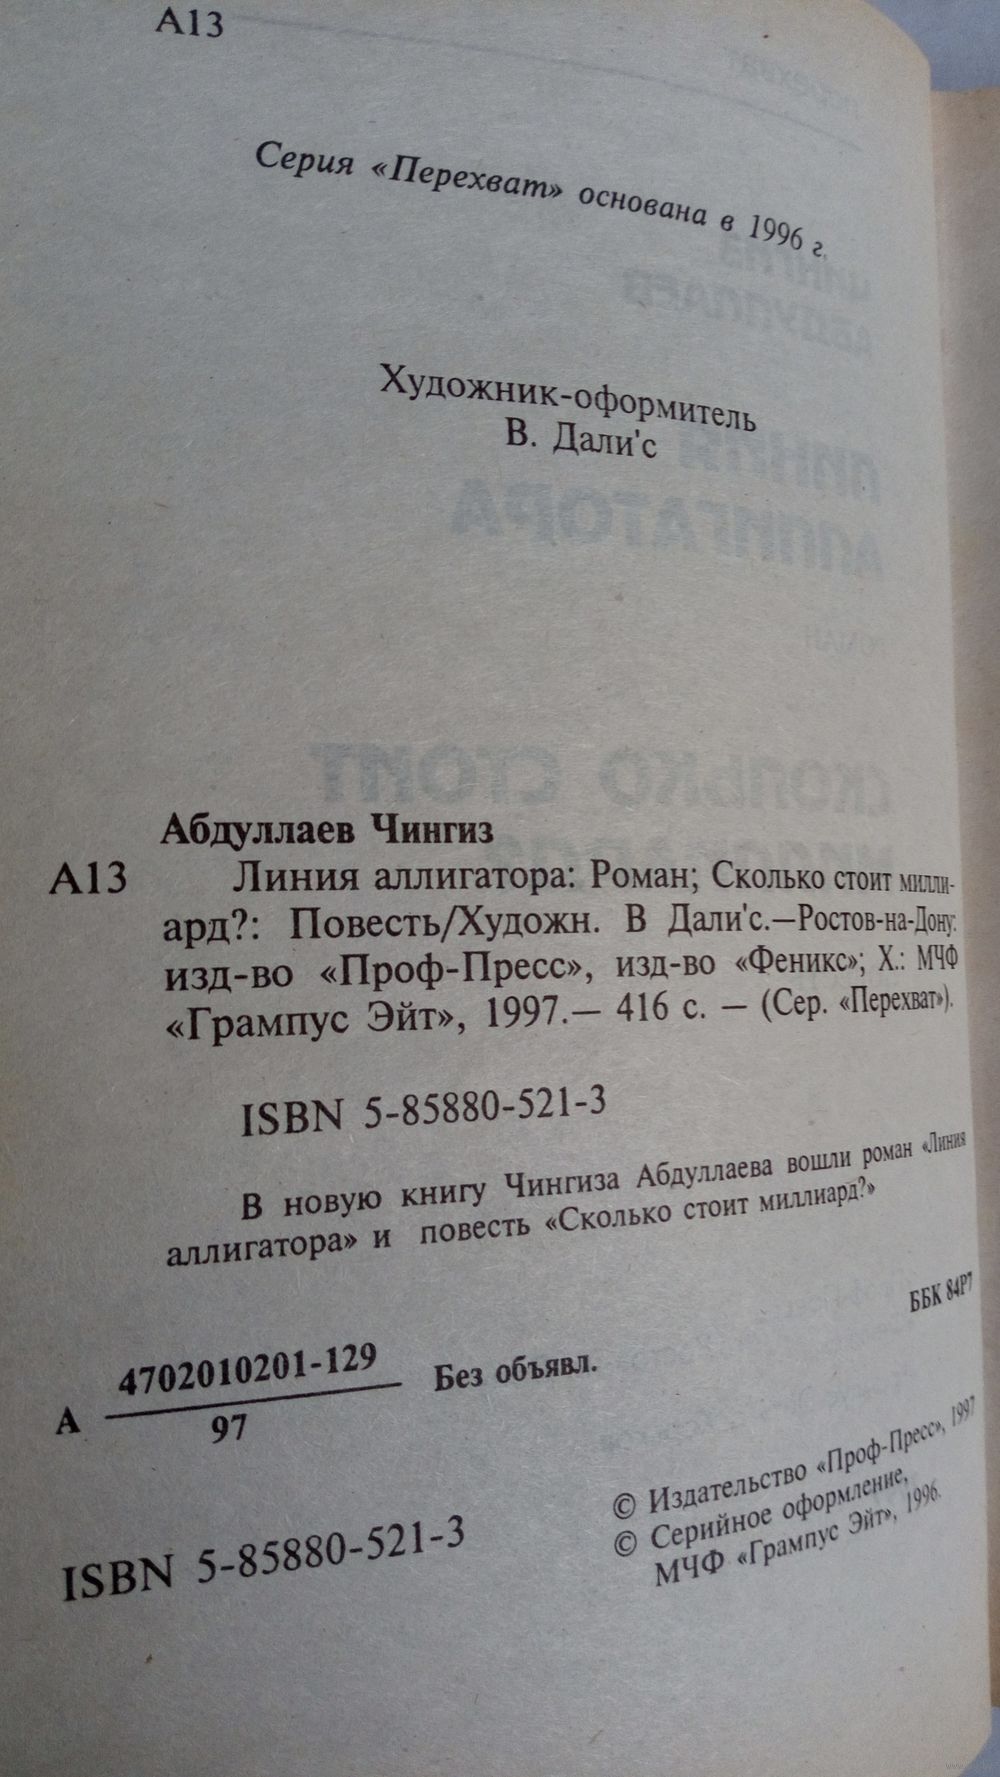 А13
Серия «Перехват» основана в 1996 г.
Художник-оформитель
В. Дали'с
Абдуллаев Чингиз
А13 Линия аллигатора: Роман; Сколько стоит милли-
ард?: Повесть/Художн. В Дали'с.—Ростов-на-Дону:
изд-во «Проф-Пресс», изд-во «Феникс»; Х.: МЧФ
«Грампус Эйт», 1997.— 416 с. — (Сер. «Перехват»).
ISBN 5-85880-521-3
В новую книгу Чингиза Абдуллаева вошли роман «Линия
аллигатора» и повесть «Сколько стоит миллиард?»
ББК 84Р7
4702010201-129
А Без объявл.
97
© Издательство «Проф-Пресс», 1997
© Серийное оформление,
МЧФ «Грампус Эйт», 1996.
ISBN 5-85880-521-3